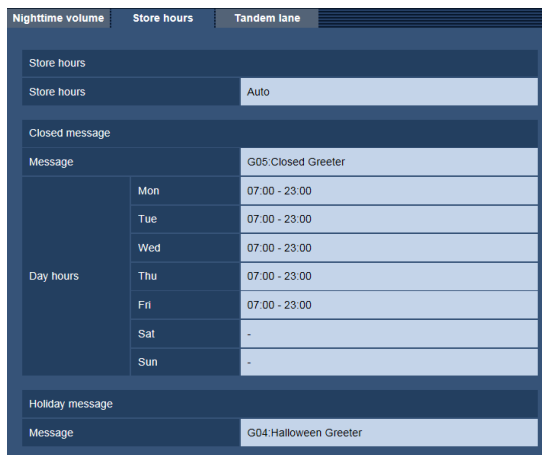 Nighttime volume Store hours Tandem lane
Store hours
Store hours Auto
Closed message
Message G05:Closed Greeter
Day hours
Mon 07:00 - 23:00
Tue 07:00 - 23:00
Wed 07:00 - 23:00
Thu 07:00 - 23:00
Fri 07:00 - 23:00
Sat -
Sun -
Holiday message
Message G04:Halloween Greeter